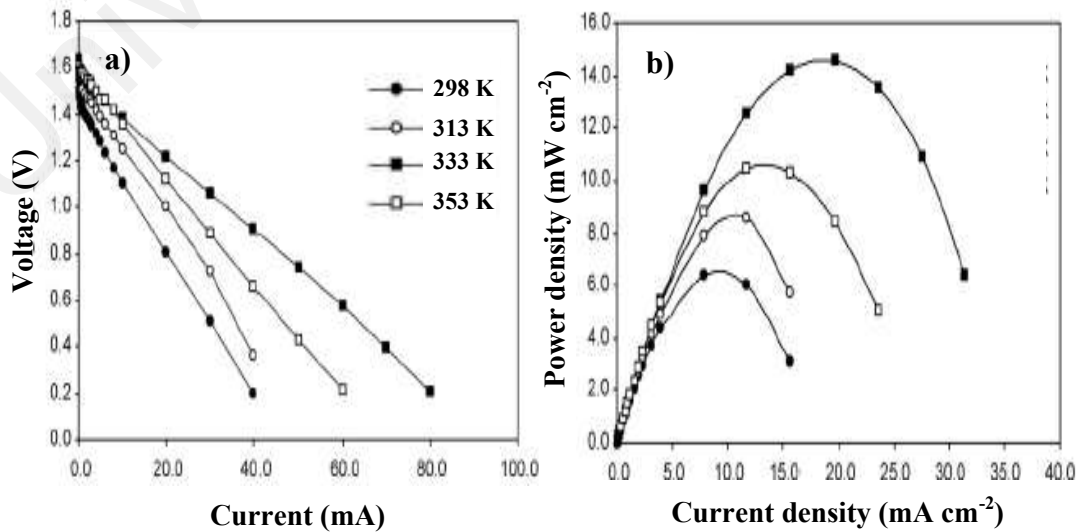 Univ
a)
1.8
1.6
1.4
1.2
1.0
0.8
0.6
0.4
0.2
0.0
Voltage (V)
298 K
313 K
333 K
353 K
0.0 20.0 40.0 60.0 80.0 100.0
Current (mA)
b)
16.0
14.0
12.0
10.0
8.0
6.0
4.0
2.0
0.0
Power density (mW cm⁻²)
0.0 5.0 10.0 15.0 20.0 25.0 30.0 35.0 40.0
Current density (mA cm⁻²)